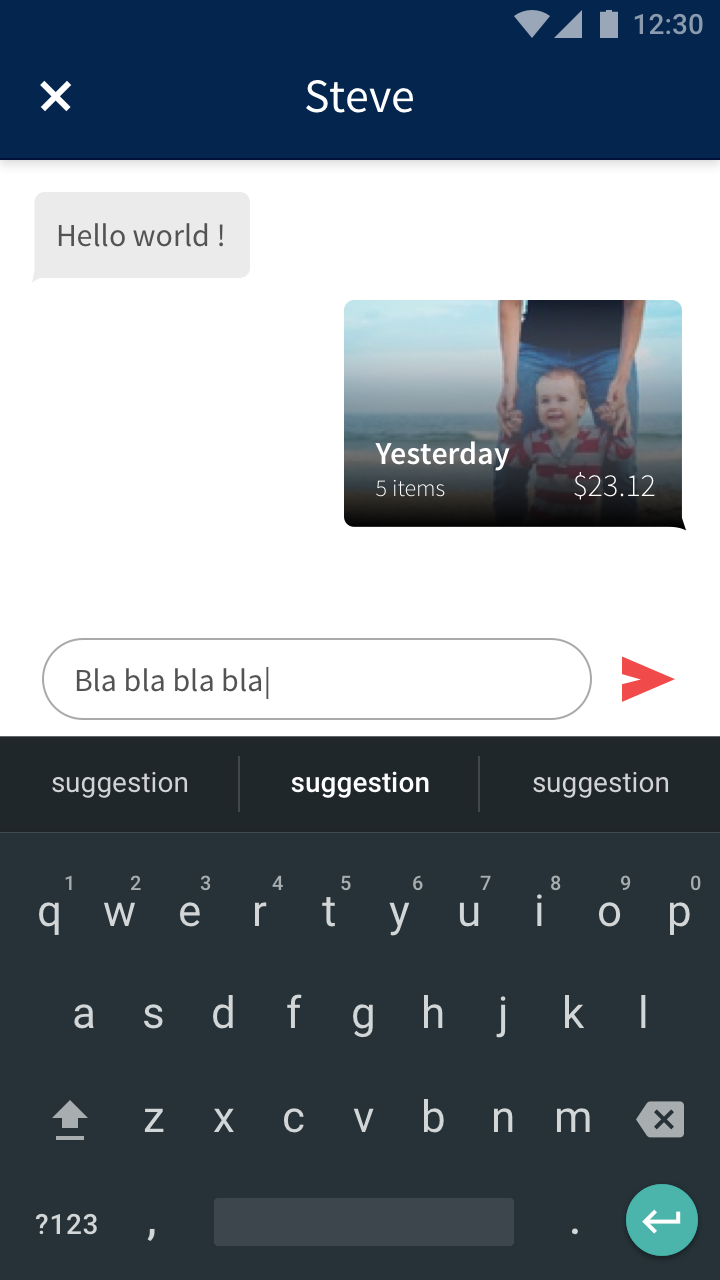 12:30
Steve
Hello world !
Yesterday
5 items
$23.12
Bla bla bla bla
suggestion suggestion suggestion
1 2 3 4 5 6 7 8 9 0
q w e r t y u i o p
a s d f g h j k l
z x c v b n m
?123 , .